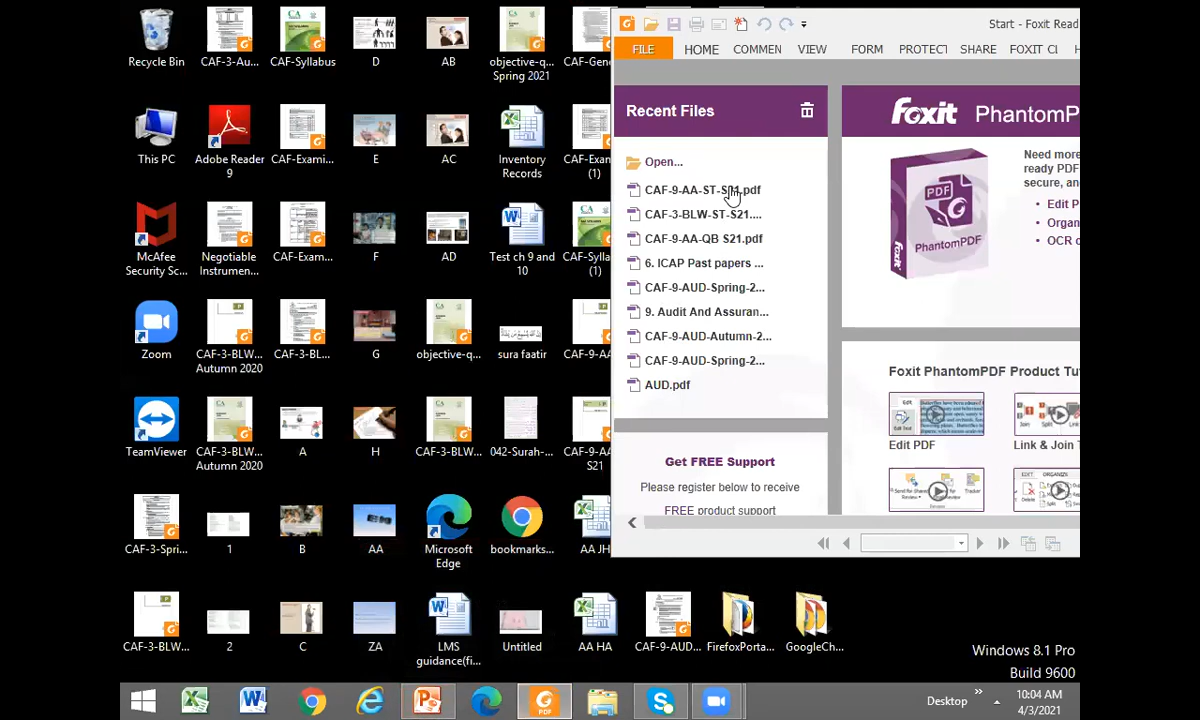 Recycle Bin
CAF-3-Au...
CAF-Syllabus
D
AB
objective-q...
Spring 2021
CAF-Gene
This PC
Adobe Reader
9
CAF-Exami...
E
AC
Inventory
Records
CAF-Exan
(1)
McAfee
Security Sc...
Negotiable
Instrumen...
CAF-Exam...
F
AD
Test ch 9 and
10
CAF-Sylla
(1)
Zoom
CAF-3-BLW...
Autumn 2020
CAF-3-BL...
G
objective-q...
sura faatir
CAF-9-A
TeamViewer
CAF-3-BLW...
Autumn 2020
A
H
CAF-3-BLW...
042-Surah-...
CAF-9-AA
S21
CAF-3-Spri...
1
B
AA
Microsoft
Edge
bookmarks...
AA JH
CAF-3-BLW...
2
C
ZA
LMS
guidance(fi...
Untitled
AA HA
CAF-9-AUD...
FirefoxPorta...
GoogleCh...
Start - Foxit Read
FILE
HOME
COMMEN
VIEW
FORM
PROTECT
SHARE
FOXIT CL
H
Recent Files
Open...
CAF-9-AA-ST-S21.pdf
CAF-3-BLW-ST-S21....
CAF-9-AA-QB S21.pdf
6. ICAP Past papers ...
CAF-9-AUD-Spring-2...
9. Audit And Assuran...
CAF-9-AUD-Autumn-2...
CAF-9-AUD-Spring-2...
AUD.pdf
Get FREE Support
Please register below to receive
FREE product support
Foxit PhantomP
PDF
PhantomPDF
Need more
ready PDF
secure, and
• Edit P
• Organ
• OCR c
Foxit PhantomPDF Product Tu
Edit PDF
Link & Join T
Windows 8.1 Pro
Build 9600
Desktop
10:04 AM
4/3/2021